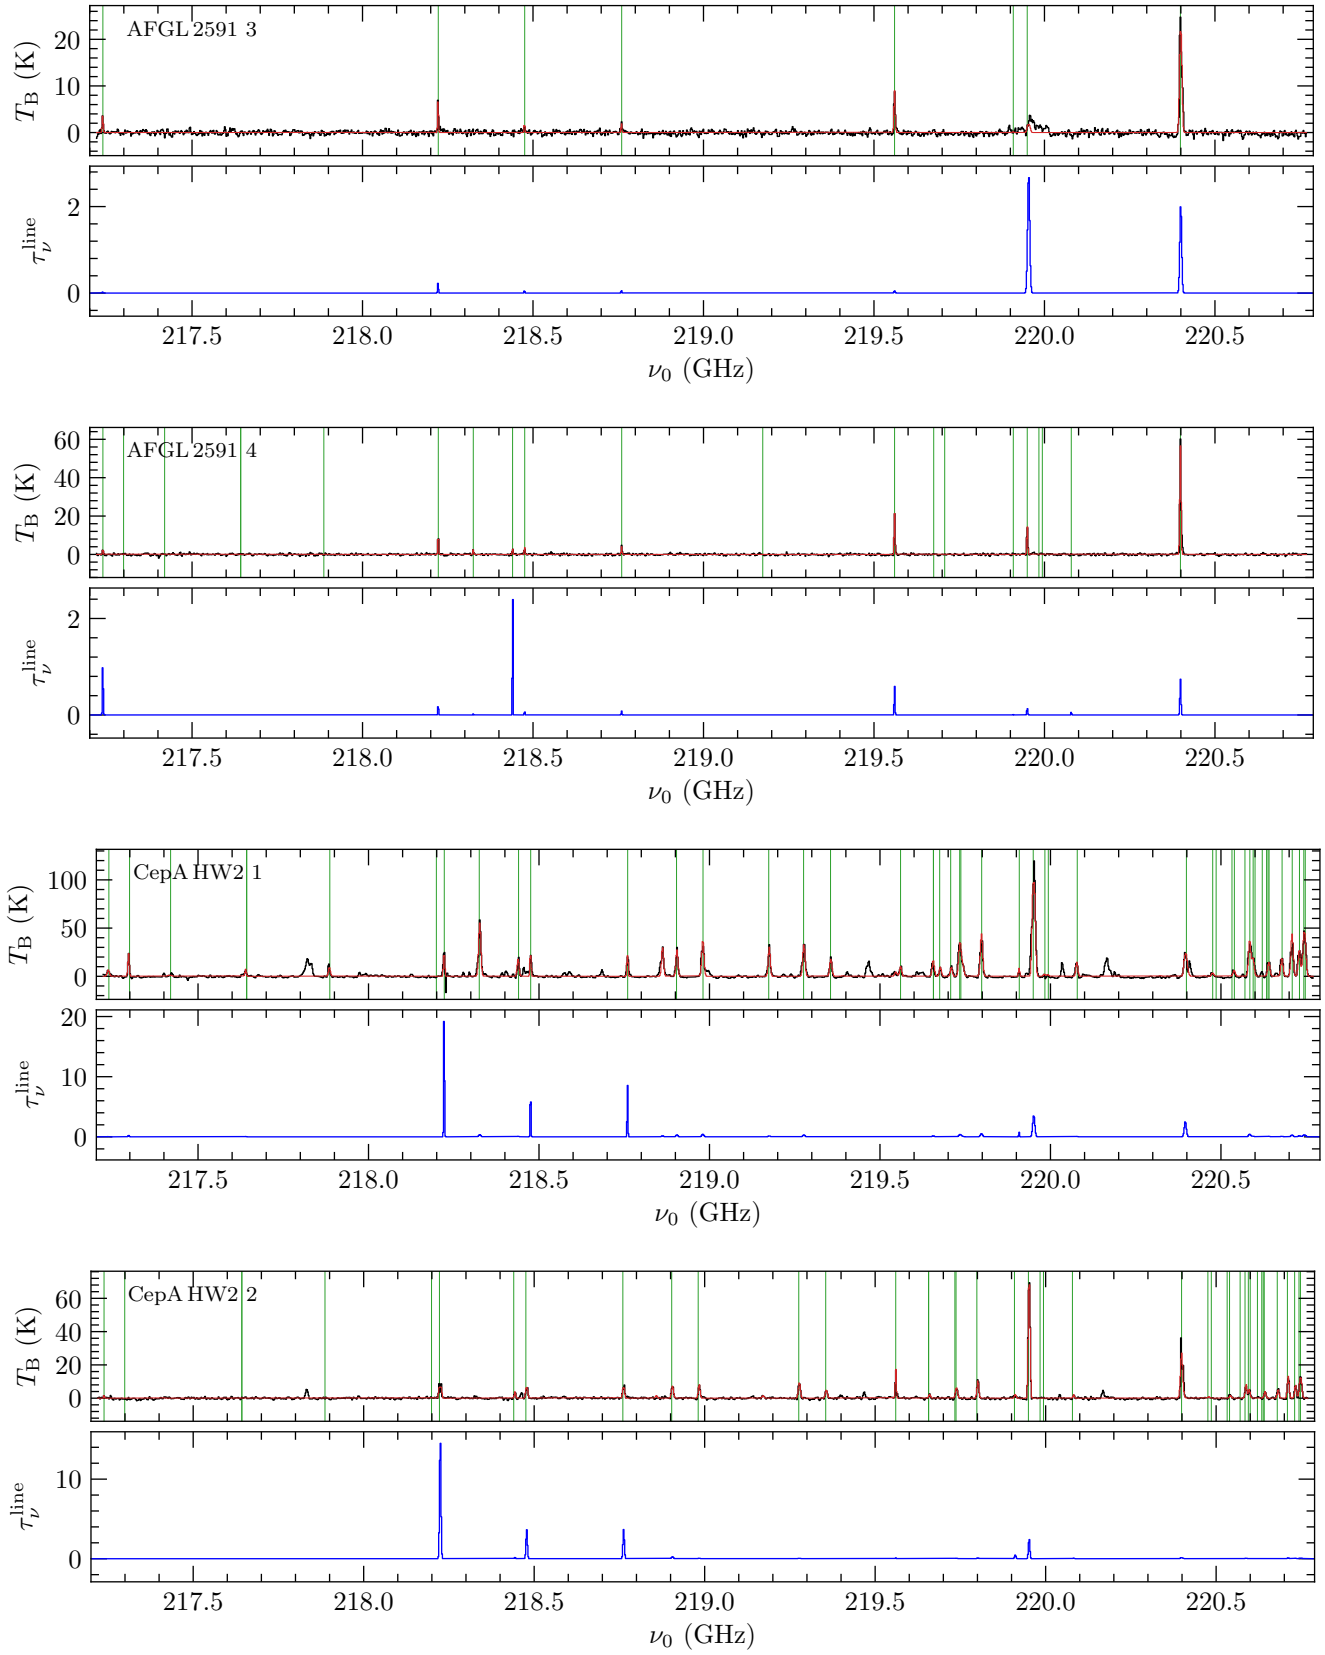 AFGL 2591 3
T_B (K)
20
10
0
τ_ν^line
2
0
217.5 218.0 218.5 219.0 219.5 220.0 220.5
ν_0 (GHz)
AFGL 2591 4
T_B (K)
60
40
20
0
τ_ν^line
2
0
217.5 218.0 218.5 219.0 219.5 220.0 220.5
ν_0 (GHz)
CepA HW2 1
T_B (K)
100
50
0
τ_ν^line
20
10
0
217.5 218.0 218.5 219.0 219.5 220.0 220.5
ν_0 (GHz)
CepA HW2 2
T_B (K)
60
40
20
0
τ_ν^line
10
0
217.5 218.0 218.5 219.0 219.5 220.0 220.5
ν_0 (GHz)